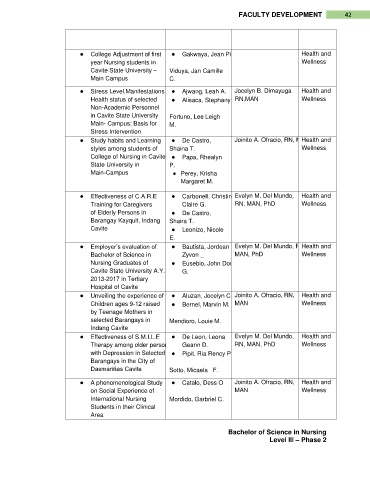 FACULTY DEVELOPMENT 42
● College Adjustment of first year Nursing students in Cavite State University – Main Campus
● Gakwaya, Jean Pi
Viduya, Jan Camille C.
Health and Wellness
● Stress Level,Manifestations Health status of selected Non-Academic Personnel in Cavite State University Main- Campus; Basis for Stress Intervention
● Ajwang, Leah A.
● Alisaca, Stephany
Fortuno, Lee Leigh M.
Jocelyn B. Dimayuga RN,MAN
Health and Wellness
● Study habits and Learning styles among students of College of Nursing in Cavite State University in Main-Campus
● De Castro, Shaina T.
● Papa, Rhealyn P.
● Perey, Krisha Margaret M.
Joinito A. Ofracio, RN, M
Health and Wellness
● Effectiveness of C.A.R.E Training for Caregivers of Elderly Persons in Barangay Kayquit, Indang Cavite
● Carbonell, Christin Claire G.
● De Castro, Shaira T.
● Leonizo, Nicole E.
Evelyn M. Del Mundo, RN, MAN, PhD
Health and Wellness
● Employer's evaluation of Bachelor of Science in Nursing Graduates of Cavite State University A.Y. 2013-2017 in Tertiary Hospital of Cavite
● Bautista, Jordean Zyvon _
● Eusebio, John Do G.
Evelyn M. Del Mundo, R MAN, PhD
Health and Wellness
● Unveiling the experience of Children ages 9-12 raised by Teenage Mothers in selected Barangays in Indang Cavite
● Aluzan, Jocelyn C.
● Bernel, Marvin M.
Mendioro, Louie M.
Joinito A. Ofracio, RN, MAN
Health and Wellness
● Effectiveness of S.M.I.L.E Therapy among older person with Depression in Selected Barangays in the City of Dasmariñas Cavite
● De Leon, Leona Geann D.
● Pipit, Ria Rency P
Sotto, Micaela F.
Evelyn M. Del Mundo, RN, MAN, PhD
Health and Wellness
● A phenomenological Study on Social Experience of International Nursing Students in their Clinical Area
● Catalo, Dess O
Mordido, Garbriel C.
Joinito A. Ofracio, RN, MAN
Health and Wellness
Bachelor of Science in Nursing
Level III – Phase 2